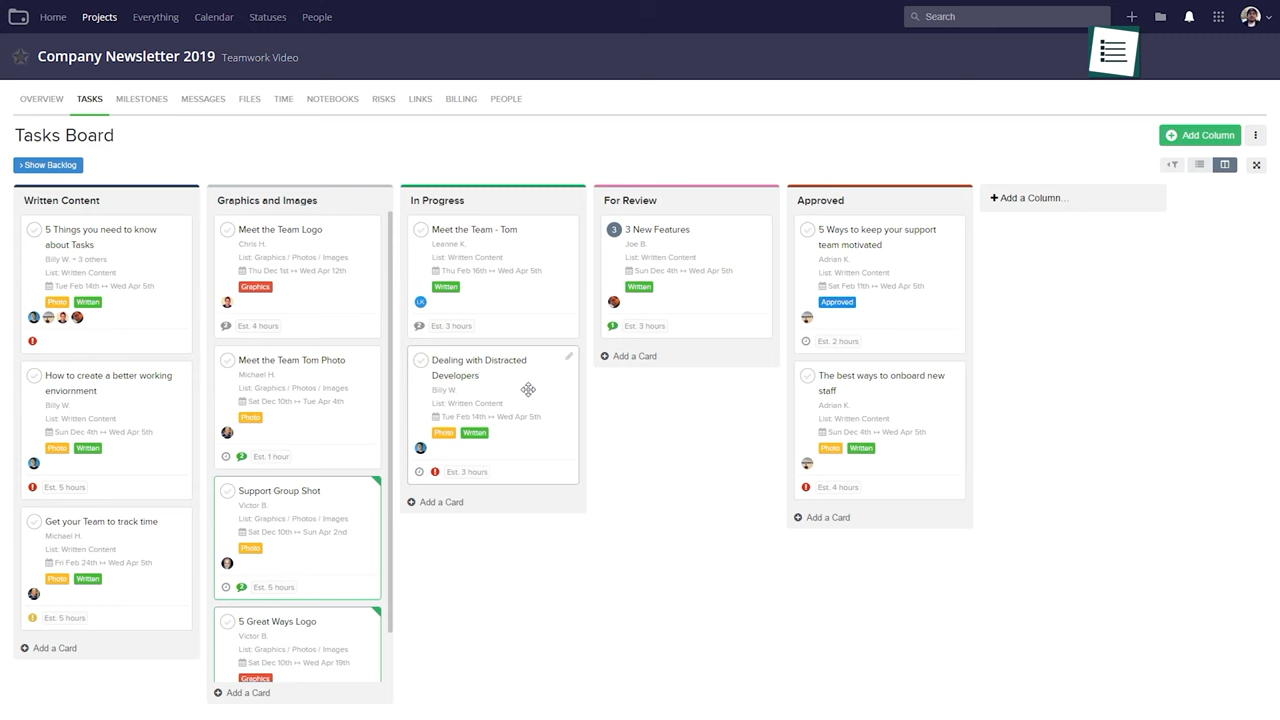 Home Projects Everything Calendar Statuses People
Search
Company Newsletter 2019 Teamwork Video
OVERVIEW TASKS MILESTONES MESSAGES FILES TIME NOTEBOOKS RISKS LINKS BILLING PEOPLE
Tasks Board
Add Column
Show Backlog
Written Content
5 Things you need to know
about Tasks
Billy W. + 3 others
List: Written Content
Tue Feb 14th ↦ Wed Apr 5th
Photo Written
How to create a better working
enviornment
Billy W.
List: Written Content
Sun Dec 4th ↦ Wed Apr 5th
Photo Written
Est. 5 hours
Get your Team to track time
Michael H.
List: Written Content
Fri Feb 24th ↦ Wed Apr 5th
Photo Written
Est. 5 hours
Add a Card
Graphics and Images
Meet the Team Logo
Chris H.
List: Graphics / Photos / Images
Thu Dec 1st ↦ Wed Apr 12th
Graphics
2 Est. 4 hours
Meet the Team Tom Photo
Michael H.
List: Graphics / Photos / Images
Sat Dec 10th ↦ Tue Apr 4th
Photo
2 Est. 1 hour
Support Group Shot
Victor B.
List: Graphics / Photos / Images
Sat Dec 10th ↦ Sun Apr 2nd
Photo
2 Est. 5 hours
5 Great Ways Logo
Victor B.
List: Graphics / Photos / Images
Sat Dec 10th ↦ Wed Apr 19th
Graphics
Add a Card
In Progress
Meet the Team - Tom
Leanne K.
List: Written Content
Thu Feb 16th ↦ Wed Apr 5th
Written
LK
2 Est. 3 hours
Dealing with Distracted
Developers
Billy W.
List: Written Content
Tue Feb 14th ↦ Wed Apr 5th
Photo Written
Est. 3 hours
Add a Card
For Review
3 3 New Features
Joe B.
List: Written Content
Sun Dec 4th ↦ Wed Apr 5th
Written
1 Est. 3 hours
Add a Card
Approved
5 Ways to keep your support
team motivated
Adrian K.
List: Written Content
Sat Feb 11th ↦ Wed Apr 5th
Approved
Est. 2 hours
The best ways to onboard new
staff
Adrian K.
List: Written Content
Sun Dec 4th ↦ Wed Apr 5th
Photo Written
Est. 4 hours
Add a Card
Add a Column...